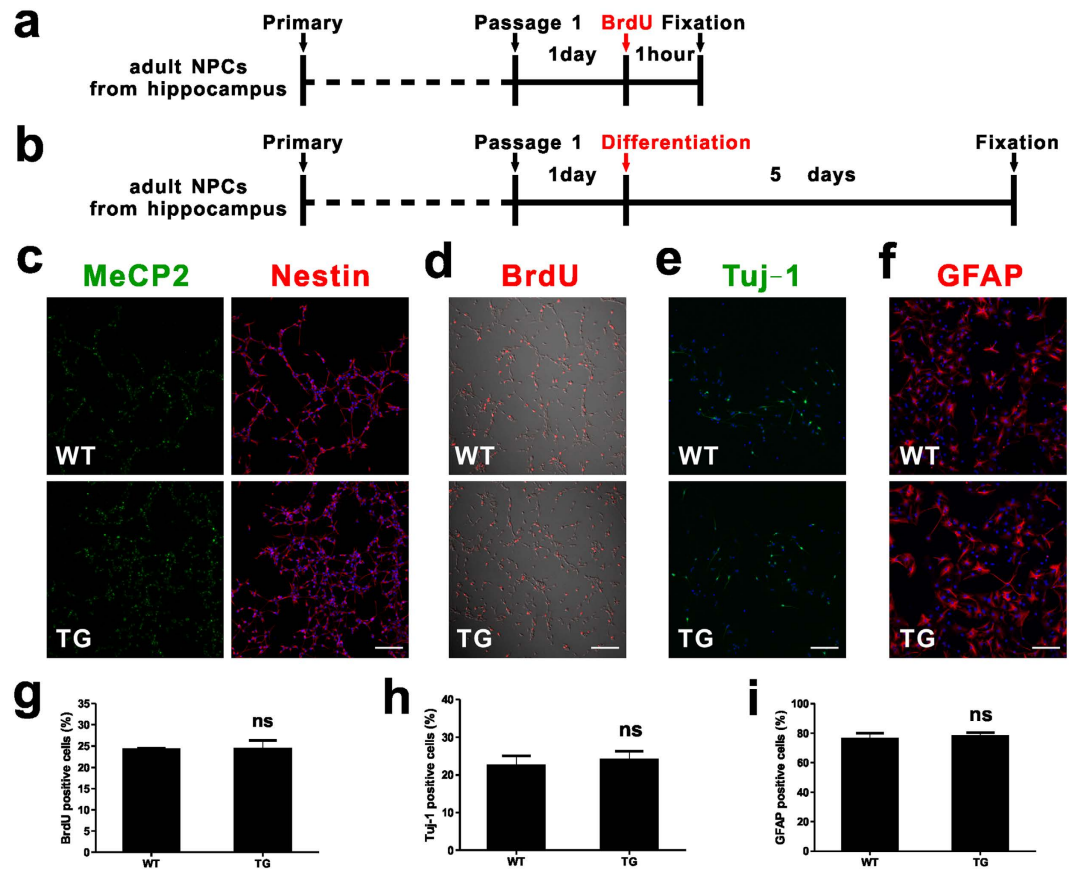 a
Primary
Passage 1
BrdU
Fixation
1day
1hour
adult NPCs
from hippocampus
b
Primary
Passage 1
Differentiation
Fixation
1day
5 days
adult NPCs
from hippocampus
c
MeCP2
Nestin
d
BrdU
e
Tuj-1
f
GFAP
WT
WT
WT
WT
TG
TG
TG
TG
g
BrdU positive cells (%)
35
30
25
20
15
10
5
0
ns
WT
TG
h
Tuj-1 positive cells (%)
40
30
20
10
0
ns
WT
TG
i
GFAP positive cells (%)
100
80
60
40
20
0
ns
WT
TG